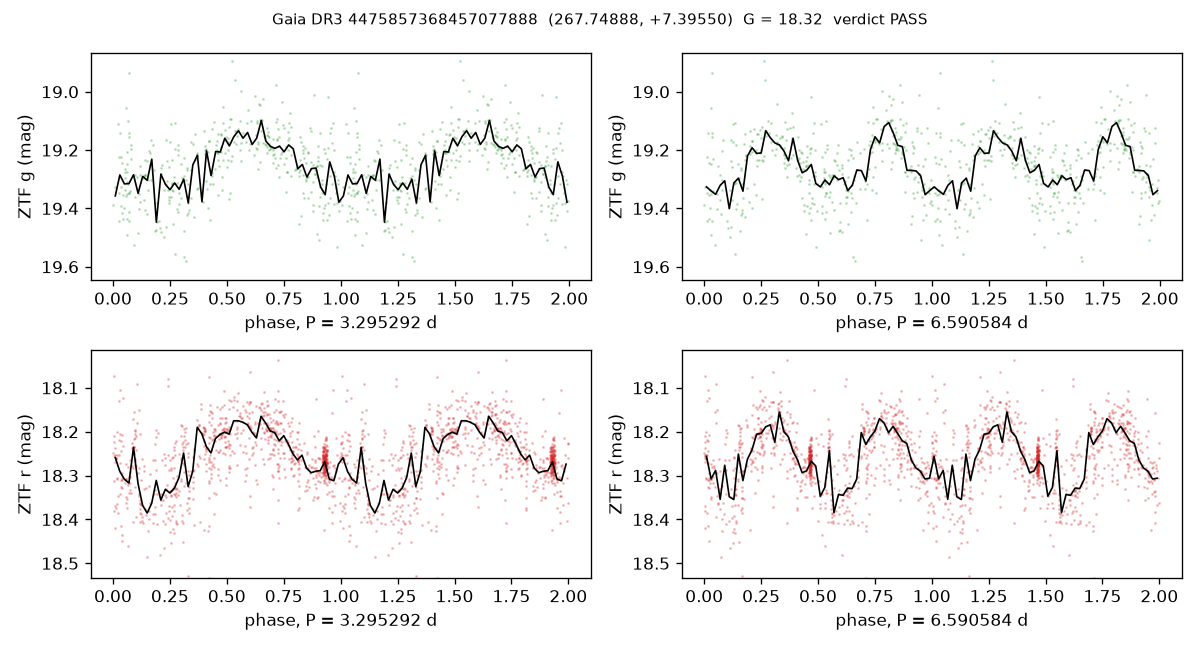 Gaia DR3 4475857368457077888 (267.74888, +7.39550) G = 18.32 verdict PASS
ZTF g (mag)
19.0
19.2
19.4
19.6
0.00 0.25 0.50 0.75 1.00 1.25 1.50 1.75 2.00
phase, P = 3.295292 d
ZTF g (mag)
19.0
19.2
19.4
19.6
0.00 0.25 0.50 0.75 1.00 1.25 1.50 1.75 2.00
phase, P = 6.590584 d
ZTF r (mag)
18.1
18.2
18.3
18.4
18.5
0.00 0.25 0.50 0.75 1.00 1.25 1.50 1.75 2.00
phase, P = 3.295292 d
ZTF r (mag)
18.1
18.2
18.3
18.4
18.5
0.00 0.25 0.50 0.75 1.00 1.25 1.50 1.75 2.00
phase, P = 6.590584 d